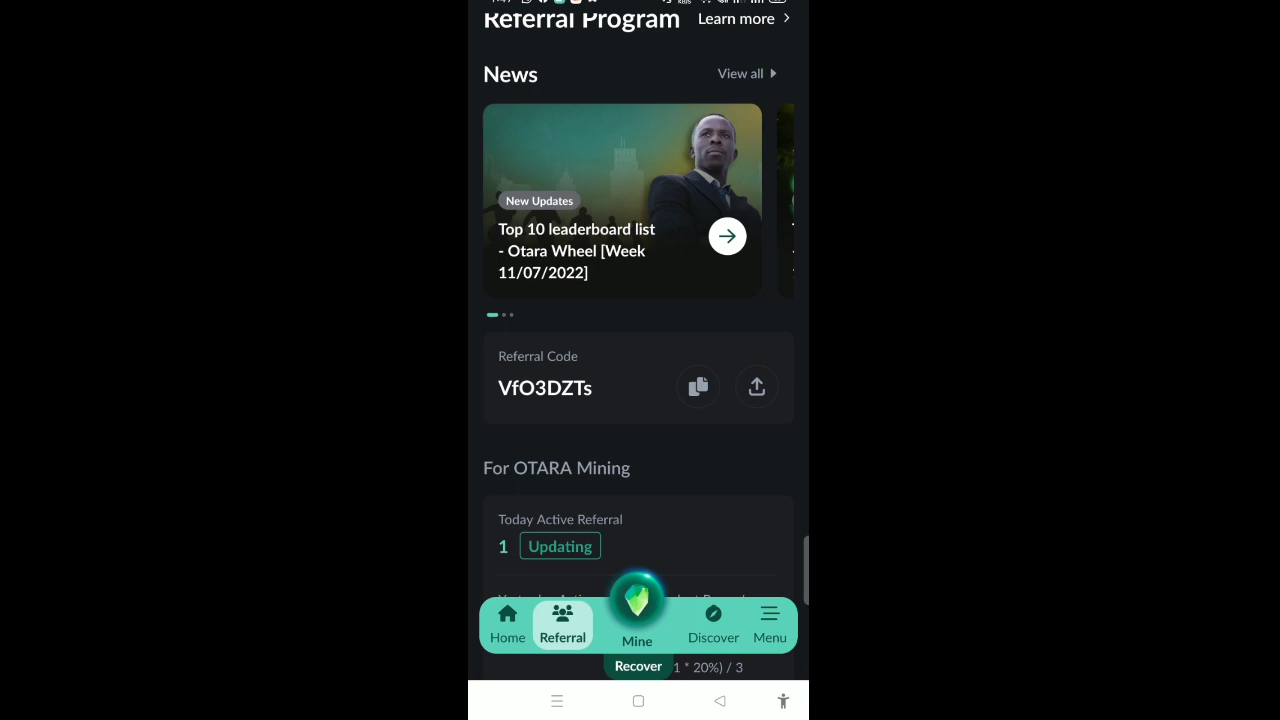 Referral Program
Learn more
News
View all
New Updates
Top 10 leaderboard list
- Otara Wheel [Week
11/07/2022]
Referral Code
VfO3DZTs
For OTARA Mining
Today Active Referral
1 Updating
Home
Referral
Mine
Discover
Menu
Recover
1 * 20%) / 3